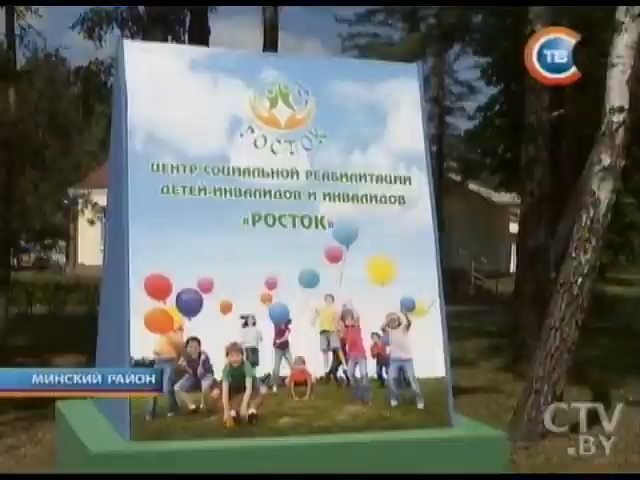 СТВ
РОСТОК
ЦЕНТР СОЦИАЛЬНОЙ РЕАБИЛИТАЦИИ
ДЕТЕЙ-ИНВАЛИДОВ И ИНВАЛИДОВ
«РОСТОК»
МИНСКИЙ РАЙОН
CTV
.BY